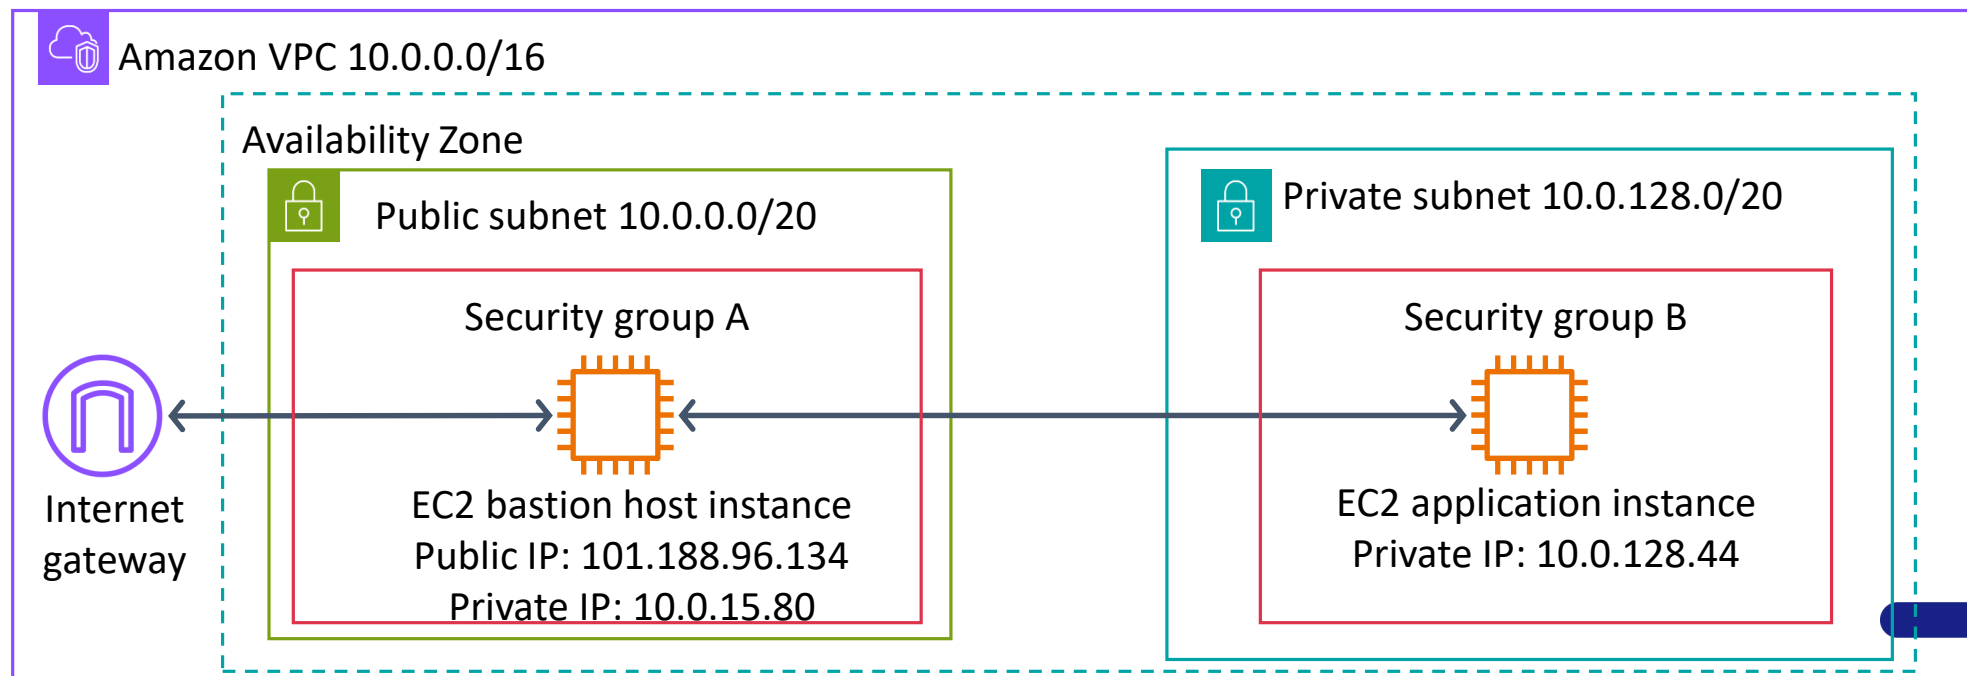 Amazon VPC 10.0.0.0/16
Availability Zone
Public subnet 10.0.0.0/20
Private subnet 10.0.128.0/20
Security group A
Security group B
Internet
gateway
EC2 bastion host instance
Public IP: 101.188.96.134
Private IP: 10.0.15.80
EC2 application instance
Private IP: 10.0.128.44